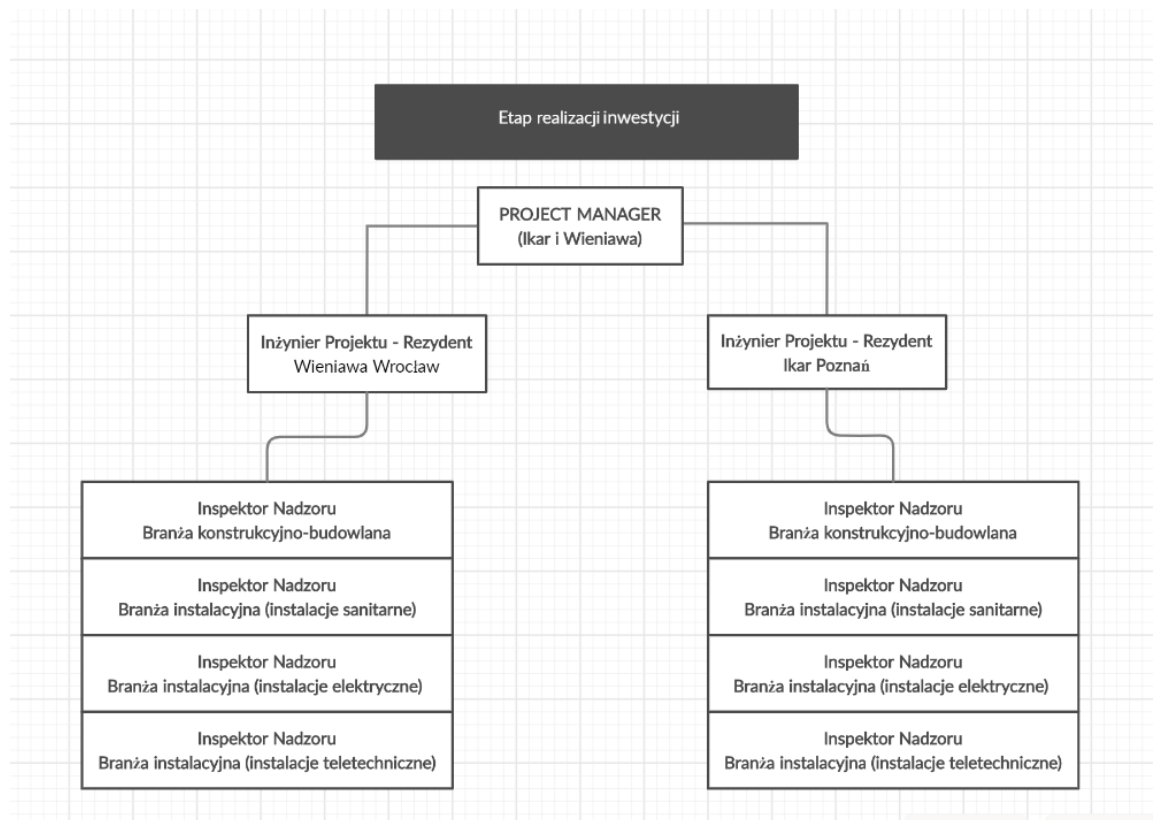 Etap realizacji inwestycji
PROJECT MANAGER
(Ikar i Wieniawa)
Inżynier Projektu - Rezydent
Wieniawa Wrocław
Inżynier Projektu - Rezydent
Ikar Poznań
Inspektor Nadzoru
Branża konstrukcyjno-budowlana
Inspektor Nadzoru
Branża instalacyjna (instalacje sanitarne)
Inspektor Nadzoru
Branża instalacyjna (instalacje elektryczne)
Inspektor Nadzoru
Branża instalacyjna (instalacje teletechniczne)
Inspektor Nadzoru
Branża konstrukcyjno-budowlana
Inspektor Nadzoru
Branża instalacyjna (instalacje sanitarne)
Inspektor Nadzoru
Branża instalacyjna (instalacje elektryczne)
Inspektor Nadzoru
Branża instalacyjna (instalacje teletechniczne)